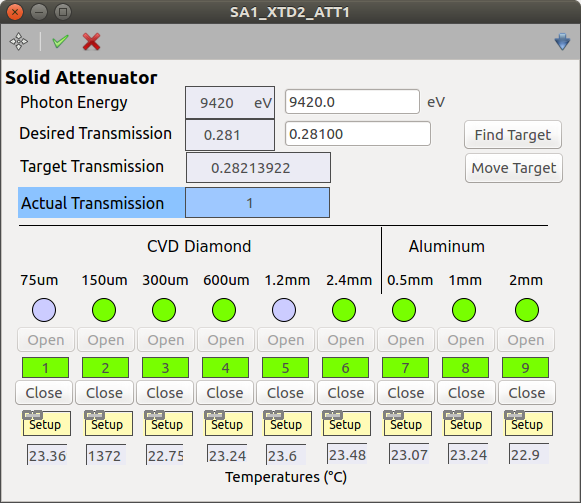 SA1_XTD2_ATT1
Solid Attenuator
Photon Energy 9420 eV 9420.0 eV
Desired Transmission 0.281 0.28100 Find Target
Target Transmission 0.28213922 Move Target
Actual Transmission 1
CVD Diamond Aluminum
75um 150um 300um 600um 1.2mm 2.4mm 0.5mm 1mm 2mm
Open Open Open Open Open Open Open Open Open
1 2 3 4 5 6 7 8 9
Close Close Close Close Close Close Close Close Close
Setup Setup Setup Setup Setup Setup Setup Setup Setup
23.36 1372 22.75 23.24 23.6 23.48 23.07 23.24 22.9
Temperatures (°C)